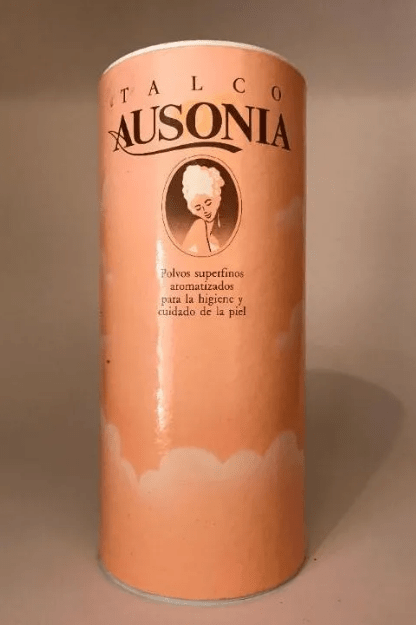 TALCO
AUSONIA
Polvos superfinos
aromatizados
para la higiene y
cuidado de la piel